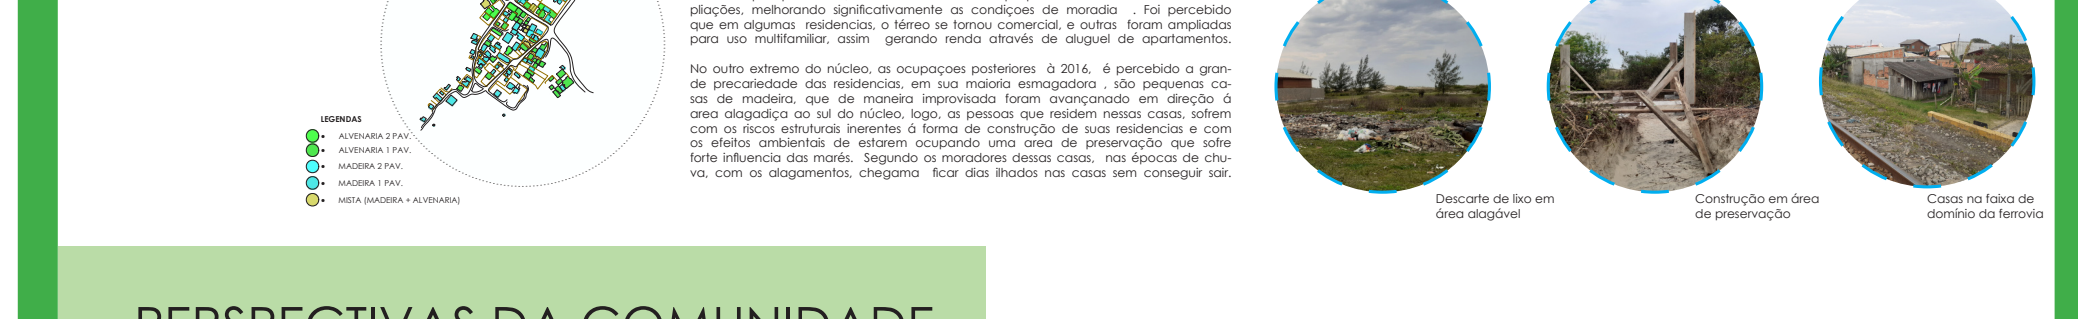 pliações, melhorando significativamente as condiçoes de moradia . Foi percebido
que em algumas residencias, o térreo se tornou comercial, e outras foram ampliadas
para uso multifamiliar, assim gerando renda através de aluguel de apartamentos.
No outro extremo do núcleo, as ocupaçoes posteriores à 2016, é percebido a gran-
de precariedade das residencias, em sua maioria esmagadora , são pequenas ca-
sas de madeira, que de maneira improvisada foram avançanado em direção á
area alagadiça ao sul do núcleo, logo, as pessoas que residem nessas casas, sofrem
com os riscos estruturais inerentes á forma de construção de suas residencias e com
os efeitos ambientais de estarem ocupando uma area de preservação que sofre
forte influencia das marés. Segundo os moradores dessas casas, nas épocas de chu-
va, com os alagamentos, chegama ficar dias ilhados nas casas sem conseguir sair.
LEGENDAS
• ALVENARIA 2 PAV.
• ALVENARIA 1 PAV.
• MADEIRA 2 PAV.
• MADEIRA 1 PAV.
• MISTA (MADEIRA + ALVENARIA)
Descarte de lixo em
área alagável
Construção em área
de preservação
Casas na faixa de
domínio da ferrovia
PERSPECTIVAS DA COMUNIDADE